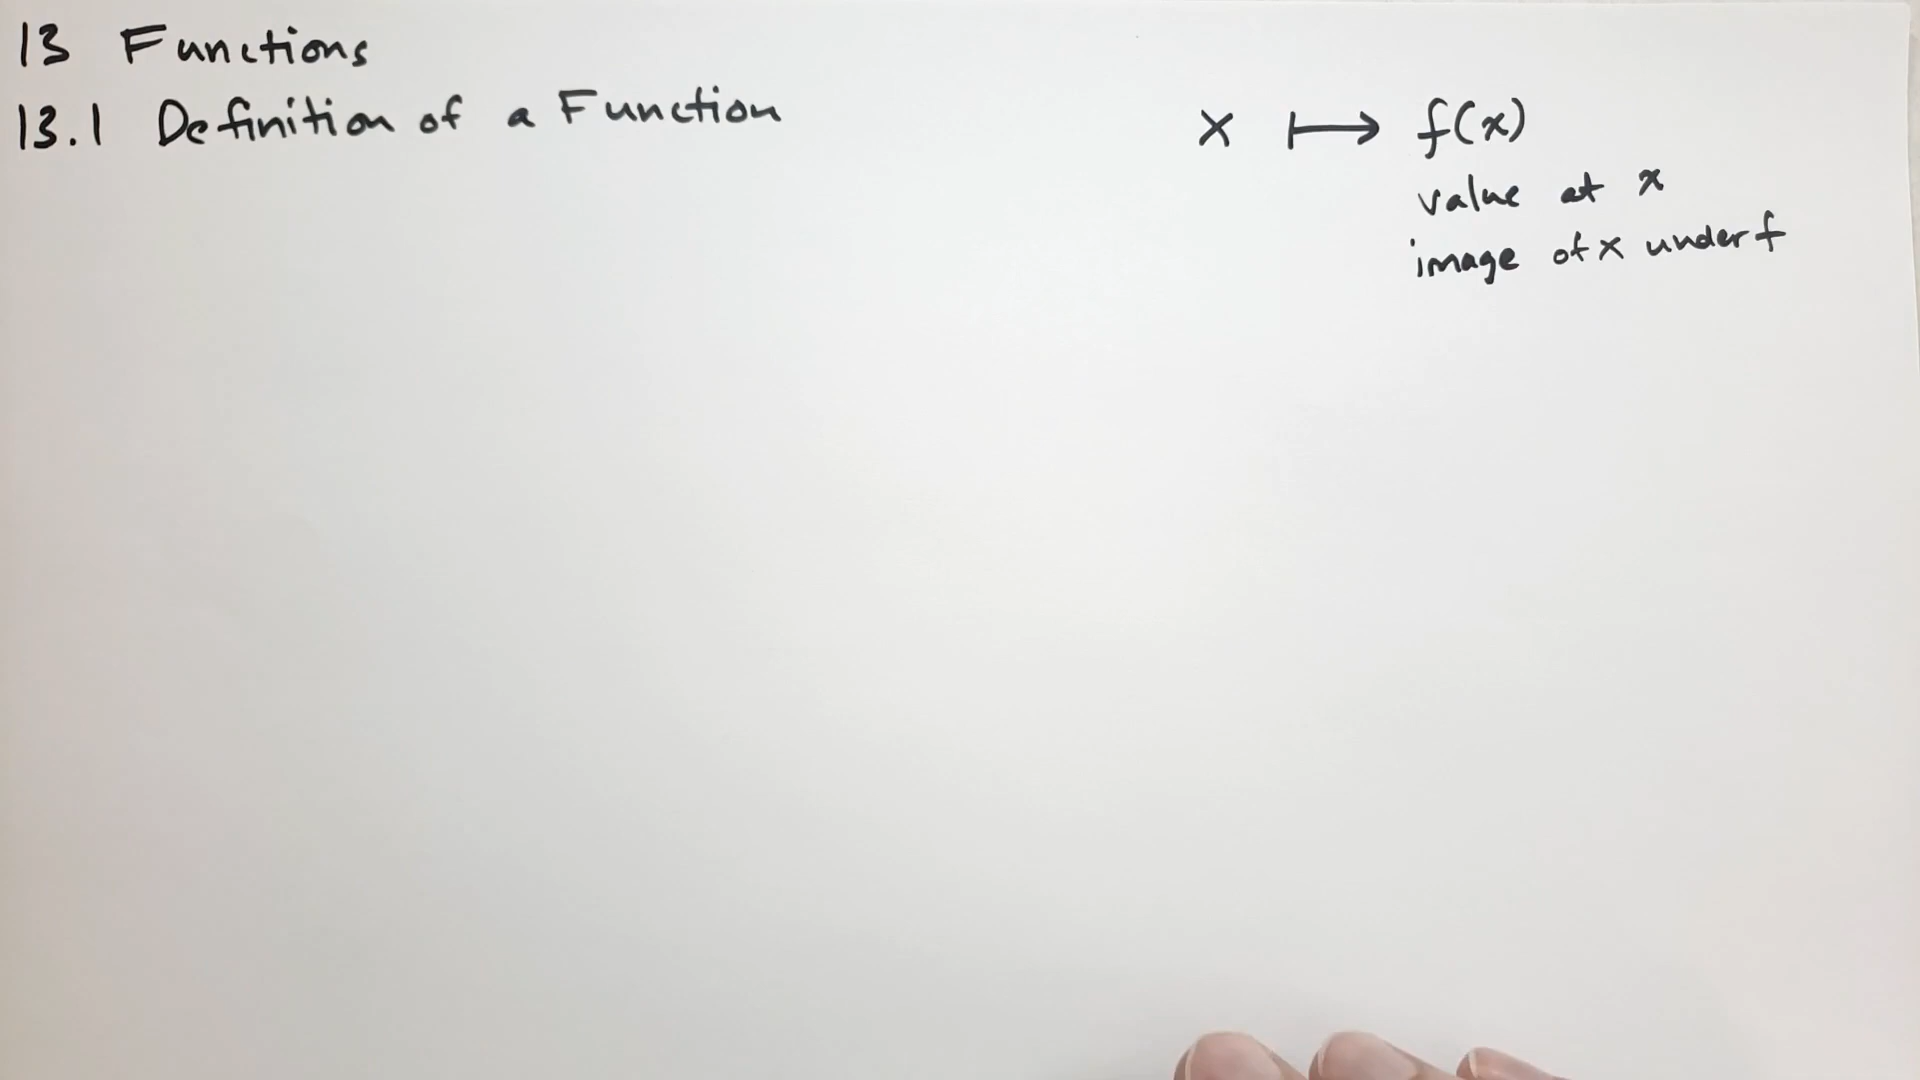 13 Functions
13.1 Definition of a Function
x ↦ f(x)
value at x
image of x under f